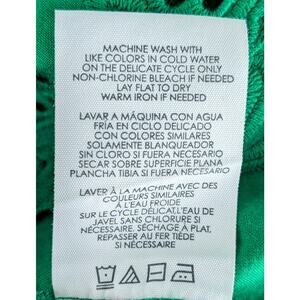 MACHINE WASH WITH
LIKE COLORS IN COLD WATER
ON THE DELICATE CYCLE ONLY
NON-CHLORINE BLEACH IF NEEDED
LAY FLAT TO DRY
WARM IRON IF NEEDED
LAVAR A MÁQUINA CON AGUA
FRÍA EN CICLO DELICADO
CON COLORES SIMILARES
SOLAMENTE BLANQUEADOR
SIN CLORO SI FUERA NECESARIO
SECAR SOBRE SUPERFICIE PLANA
PLANCHA TIBIA SI FUERA NECESARIO
LAVER À LA MACHINE AVEC DES
COULEURS SIMILAIRES
À L'EAU FROIDE
SUR LE CYCLE DÉLICAT.L'EAU DE
JAVEL SANS CHLORURE SI
NÉCESSAIRE. SÉCHAGE À PLAT,
REPASSER AU FER TIÈDE
SI NÉCESSAIRE